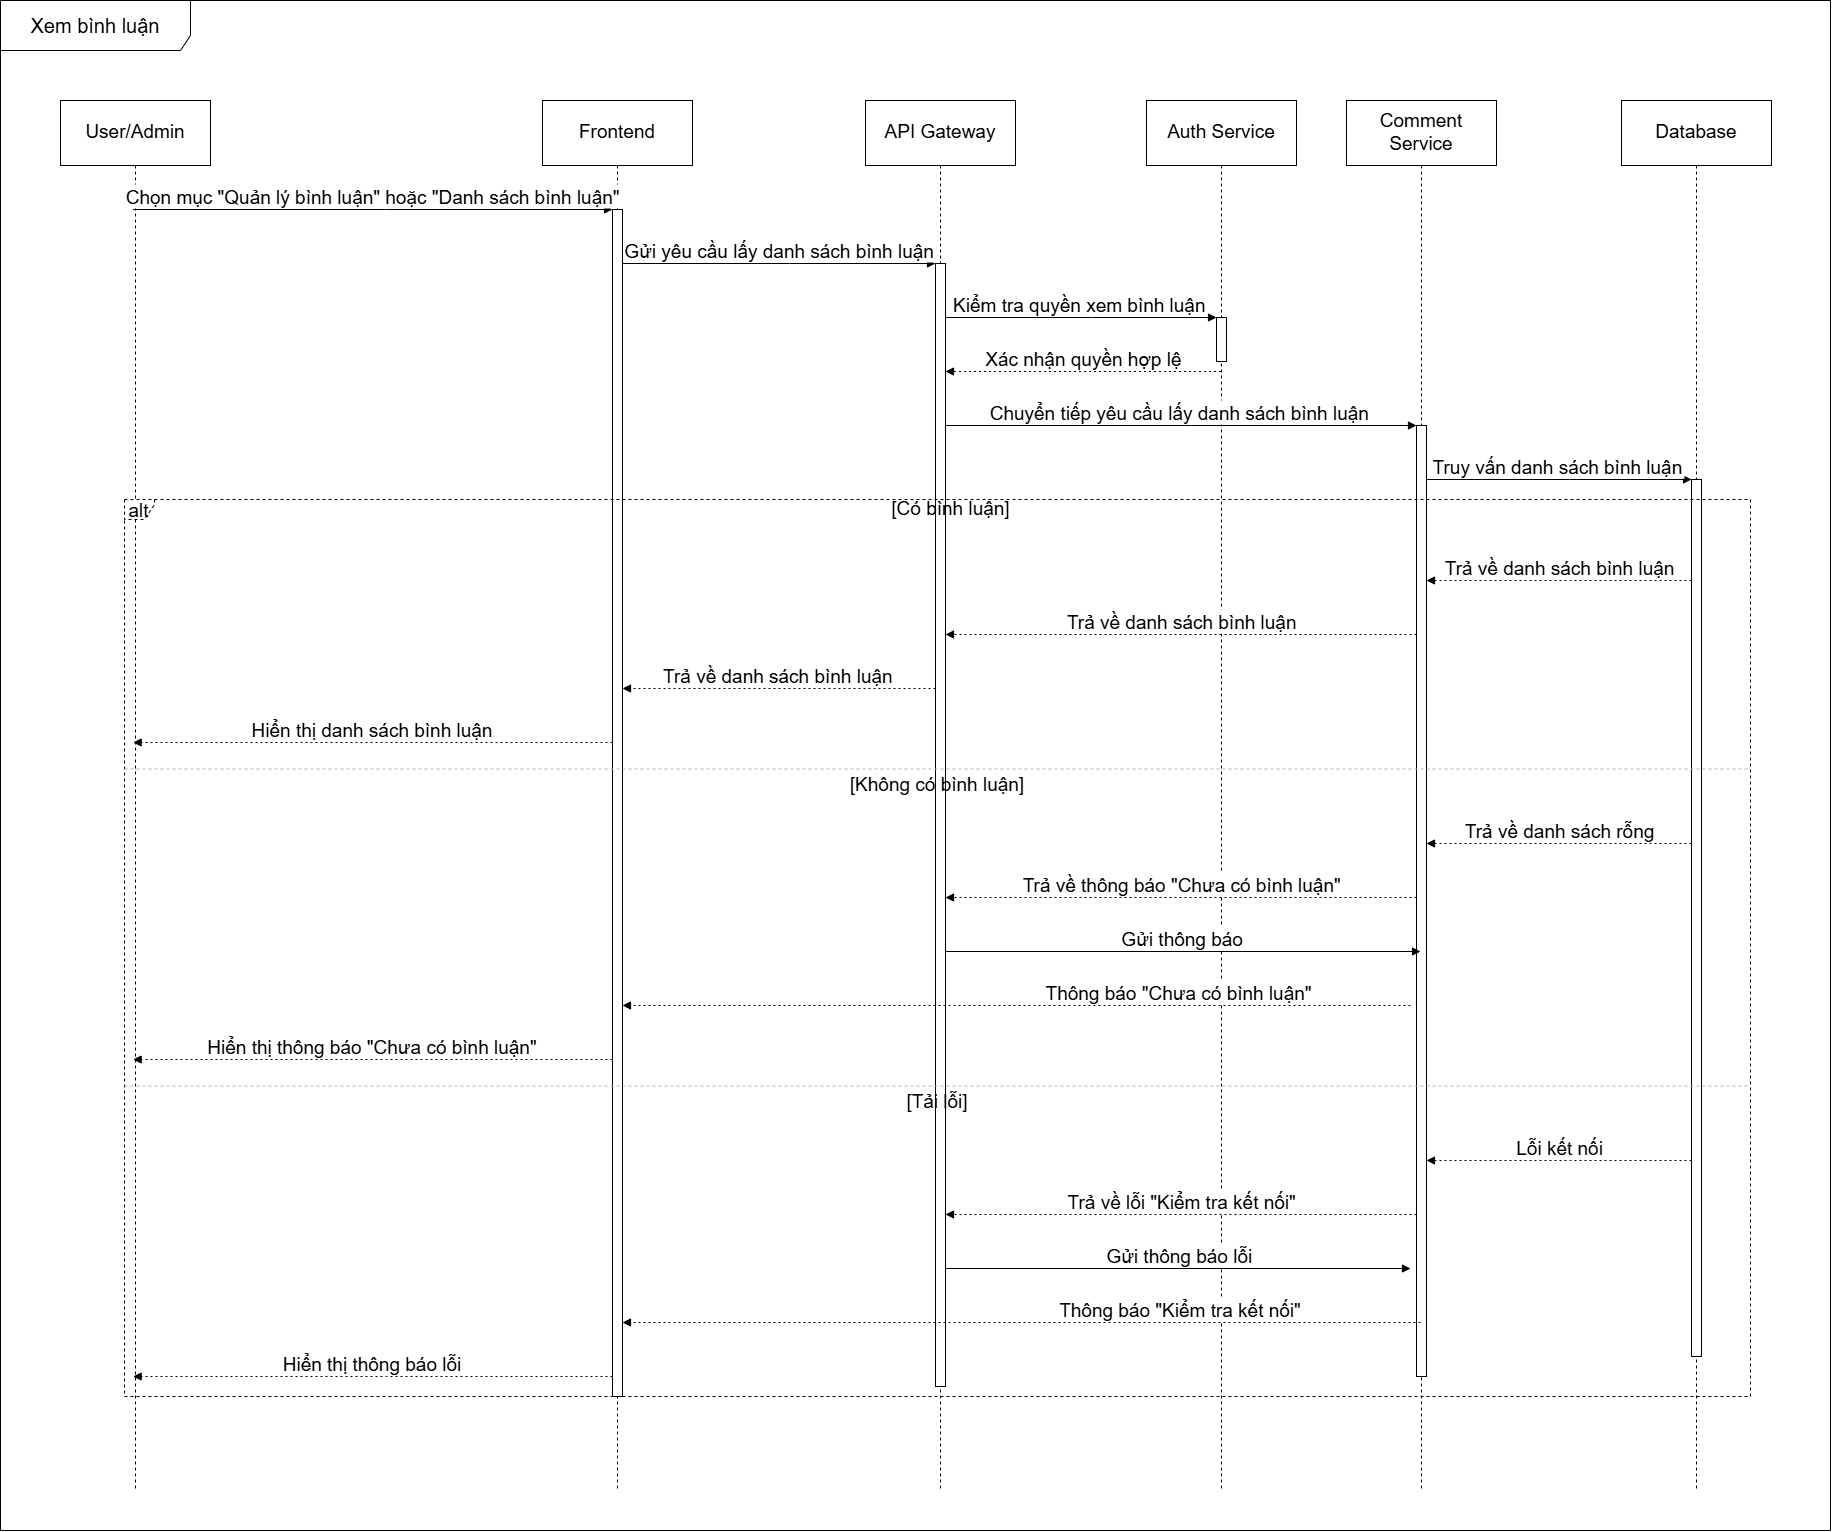 Xem bình luận
User/Admin
Frontend
API Gateway
Auth Service
Comment
Service
Database
Chọn mục "Quản lý bình luận" hoặc "Danh sách bình luận"
Gửi yêu cầu lấy danh sách bình luận
Kiểm tra quyền xem bình luận
Xác nhận quyền hợp lệ
Chuyển tiếp yêu cầu lấy danh sách bình luận
Truy vấn danh sách bình luận
alt
[Có bình luận]
Trả về danh sách bình luận
Trả về danh sách bình luận
Trả về danh sách bình luận
Hiển thị danh sách bình luận
[Không có bình luận]
Trả về danh sách rỗng
Trả về thông báo "Chưa có bình luận"
Gửi thông báo
Thông báo "Chưa có bình luận"
Hiển thị thông báo "Chưa có bình luận"
[Tải lỗi]
Lỗi kết nối
Trả về lỗi "Kiểm tra kết nối"
Gửi thông báo lỗi
Thông báo "Kiểm tra kết nối"
Hiển thị thông báo lỗi